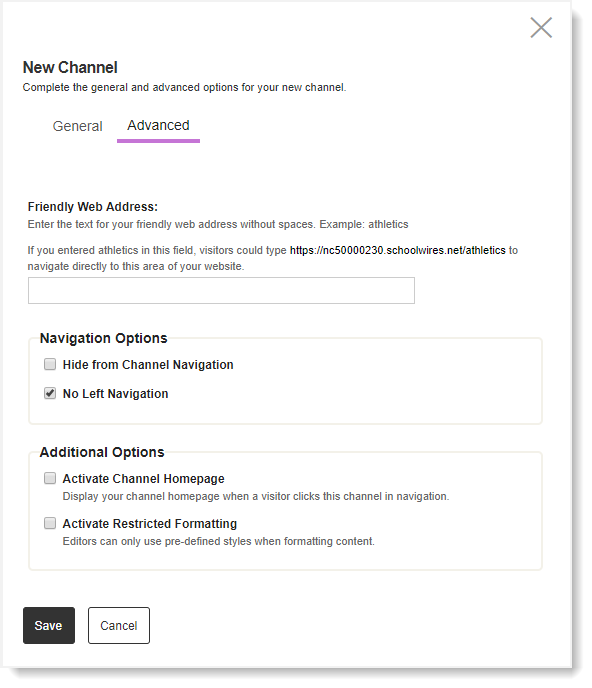 New Channel
Complete the general and advanced options for your new channel.
General Advanced
Friendly Web Address:
Enter the text for your friendly web address without spaces. Example: athletics
If you entered athletics in this field, visitors could type https://nc50000230.schoolwires.net/athletics to
navigate directly to this area of your website.
Navigation Options
Hide from Channel Navigation
No Left Navigation
Additional Options
Activate Channel Homepage
Display your channel homepage when a visitor clicks this channel in navigation.
Activate Restricted Formatting
Editors can only use pre-defined styles when formatting content.
Save Cancel